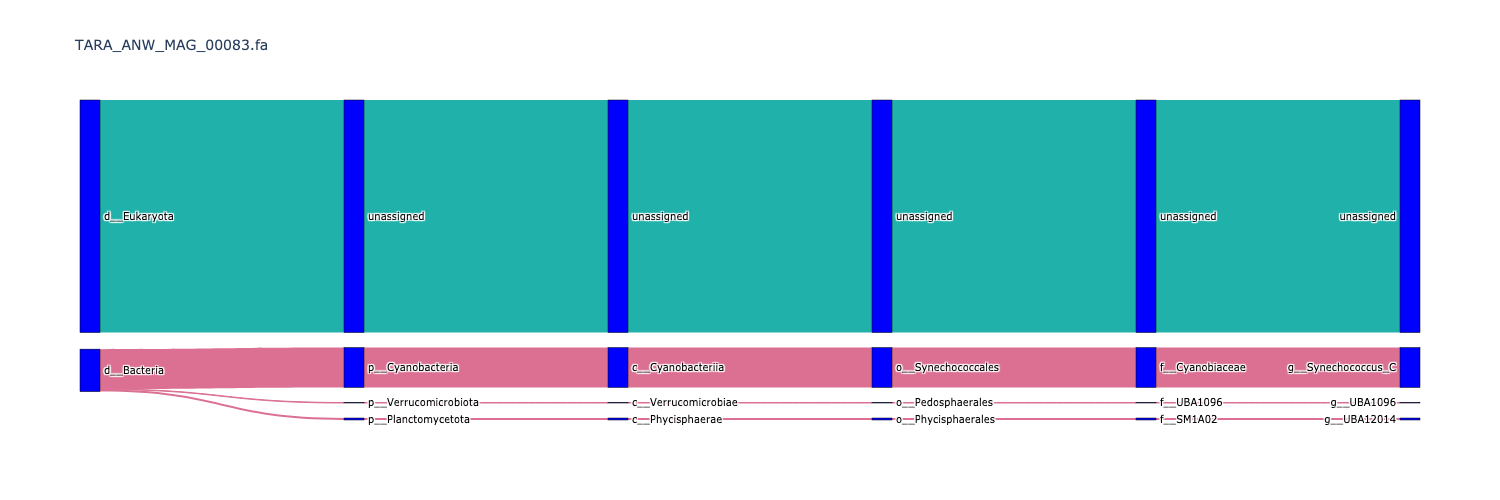 TARA_ANW_MAG_00083.fa
d__Eukaryota
unassigned
unassigned
unassigned
unassigned
unassigned
d__Bacteria
p__Cyanobacteria
c__Cyanobacteriia
o__Synechococcales
f__Cyanobiaceae
g__Synechococcus_C
p__Verrucomicrobiota
c__Verrucomicrobiae
o__Pedosphaerales
f__UBA1096
g__UBA1096
p__Planctomycetota
c__Phycisphaerae
o__Phycisphaerales
f__SM1A02
g__UBA12014